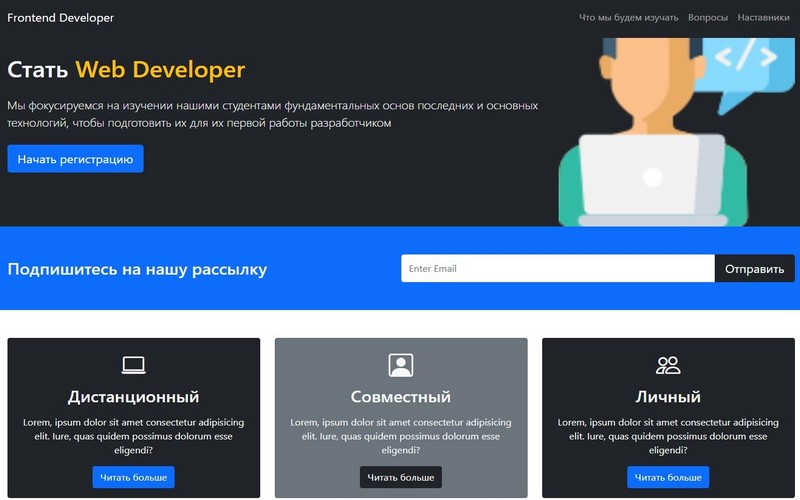 Frontend Developer
Что мы будем изучать Вопросы Наставники
Стать Web Developer
Мы фокусируемся на изучении нашими студентами фундаментальных основ последних и основных
технологий, чтобы подготовить их для их первой работы разработчиком
Начать регистрацию
</>
Подпишитесь на нашу рассылку
Enter Email
Отправить
Дистанционный
Lorem, ipsum dolor sit amet consectetur adipisicing
elit. Iure, quas quidem possimus dolorum esse
eligendi?
Читать больше
Совместный
Lorem, ipsum dolor sit amet consectetur adipisicing
elit. Iure, quas quidem possimus dolorum esse
eligendi?
Читать больше
Личный
Lorem, ipsum dolor sit amet consectetur adipisicing
elit. Iure, quas quidem possimus dolorum esse
eligendi?
Читать больше